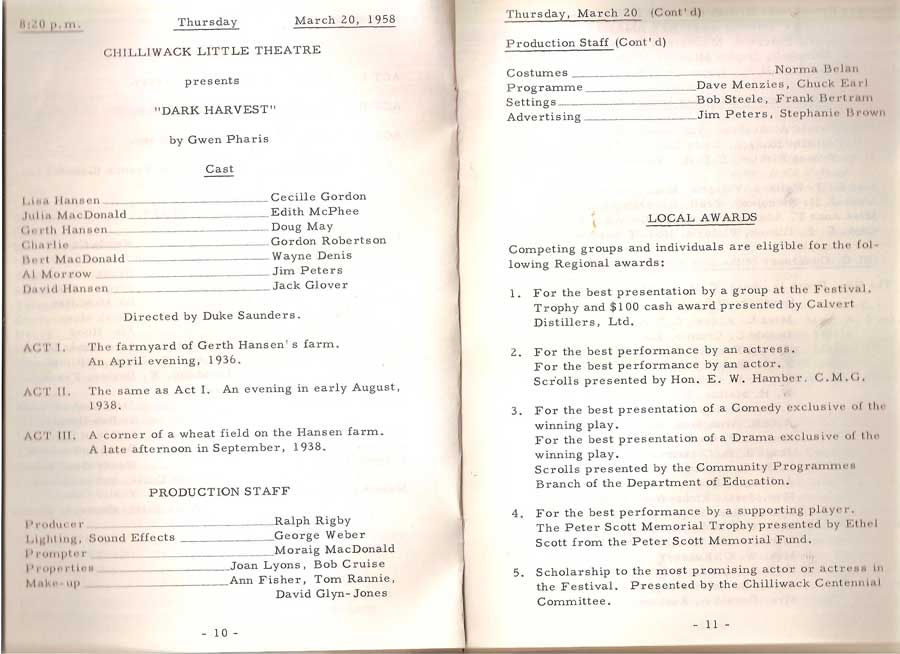 8:20 p.m. Thursday March 20, 1958
CHILLIWACK LITTLE THEATRE
presents
"DARK HARVEST"
by Gwen Pharis
Cast
Lisa Hansen Cecille Gordon
Julia MacDonald Edith McPhee
Gerth Hansen Doug May
Charlie Gordon Robertson
Bert MacDonald Wayne Denis
Al Morrow Jim Peters
David Hansen Jack Glover
Directed by Duke Saunders.
ACT I. The farmyard of Gerth Hansen's farm.
An April evening, 1936.
ACT II. The same as Act I. An evening in early August,
1938.
ACT III. A corner of a wheat field on the Hansen farm.
A late afternoon in September, 1938.
PRODUCTION STAFF
Producer Ralph Rigby
Lighting, Sound Effects George Weber
Prompter Moraig MacDonald
Properties Joan Lyons, Bob Cruise
Make-up Ann Fisher, Tom Rannie,
David Glyn-Jones
- 10 -
Thursday, March 20 (Cont'd)
Production Staff (Cont'd)
Costumes Norma Belan
Programme Dave Menzies, Chuck Earl
Settings Bob Steele, Frank Bertram
Advertising Jim Peters, Stephanie Brown
LOCAL AWARDS
Competing groups and individuals are eligible for the fol-
lowing Regional awards:
1. For the best presentation by a group at the Festival.
Trophy and $100 cash award presented by Calvert
Distillers, Ltd.
2. For the best performance by an actress.
For the best performance by an actor.
Scrolls presented by Hon. E. W. Hamber, C.M.G.
3. For the best presentation of a Comedy exclusive of the
winning play.
For the best presentation of a Drama exclusive of the
winning play.
Scrolls presented by the Community Programmes
Branch of the Department of Education.
4. For the best performance by a supporting player.
The Peter Scott Memorial Trophy presented by Ethel
Scott from the Peter Scott Memorial Fund.
5. Scholarship to the most promising actor or actress in
the Festival. Presented by the Chilliwack Centennial
Committee.
- 11 -